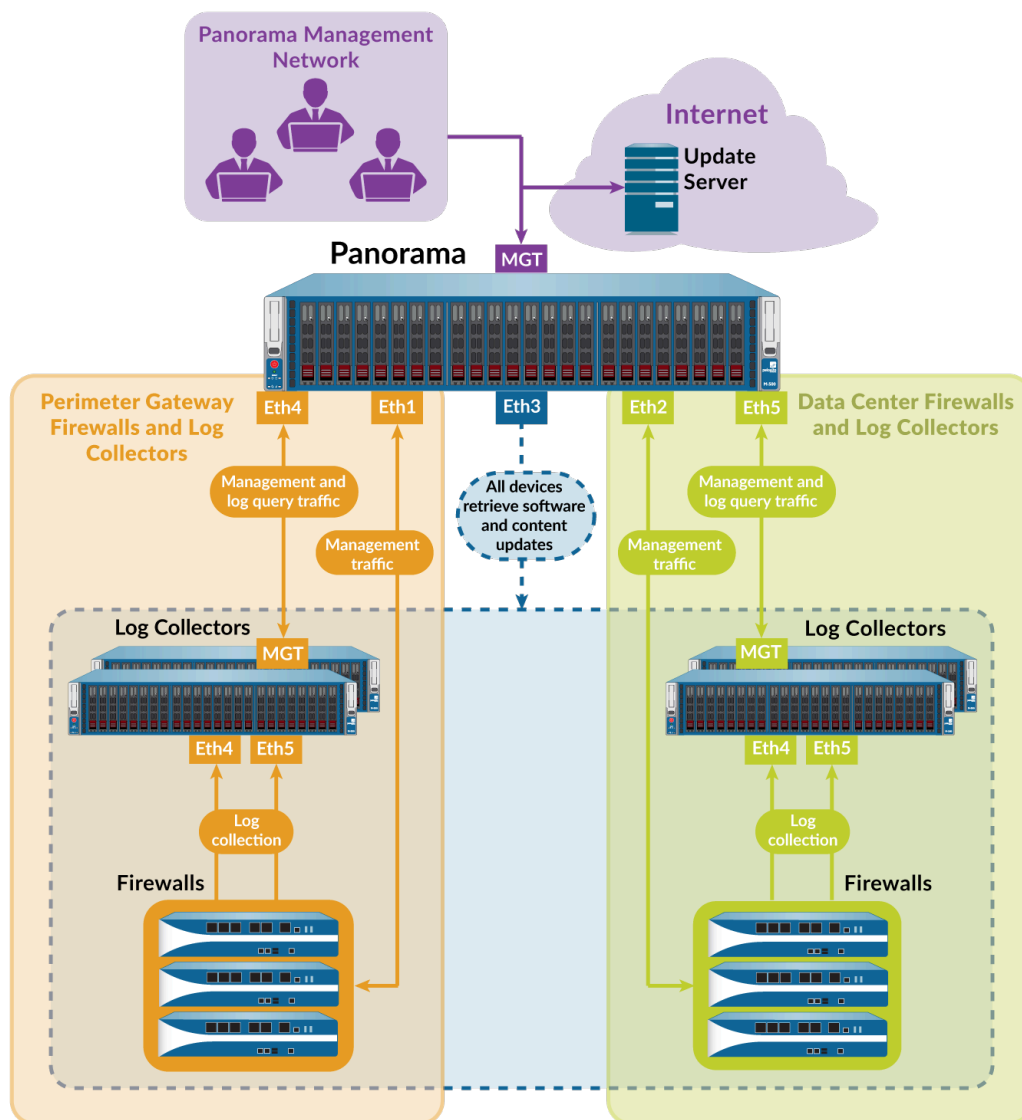 Panorama Management
Network
Internet
Update
Server
Panorama
MGT
Perimeter Gateway
Firewalls and Log
Collectors
Eth4
Eth1
Eth3
Eth2
Eth5
Data Center Firewalls
and Log Collectors
Management and
log query traffic
Management
traffic
All devices
retrieve software
and content
updates
Management
traffic
Management and
log query traffic
Log Collectors
MGT
Eth4
Eth5
Log
collection
Firewalls
Log Collectors
MGT
Eth4
Eth5
Log
collection
Firewalls